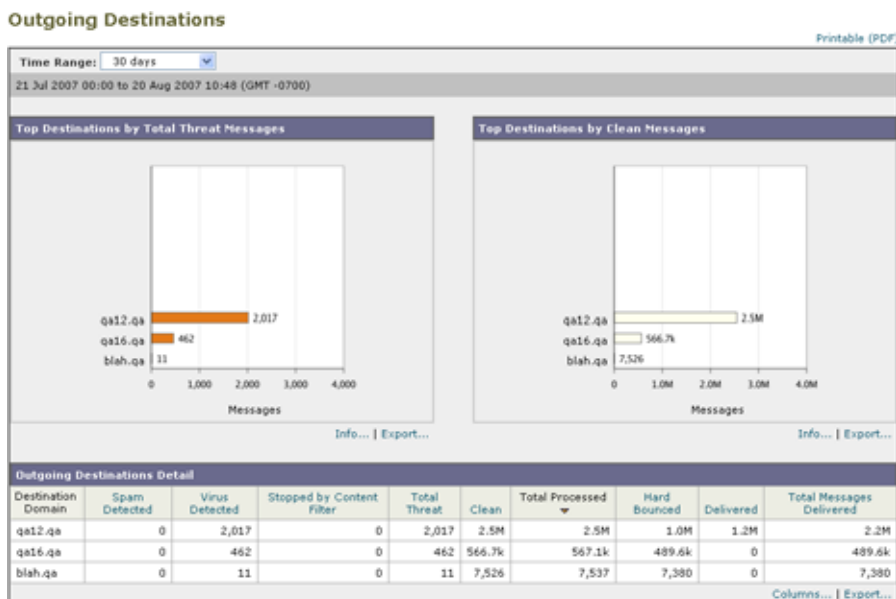 Outgoing Destinations
Printable (PDF)
Time Range: 30 days
21 Jul 2007 00:00 to 20 Aug 2007 10:48 (GMT -0700)
Top Destinations by Total Threat Messages
Top Destinations by Clean Messages
qa12.qa 2,017
qa16.qa 462
blah.qa 11
0 1,000 2,000 3,000 4,000
Messages
qa12.qa 2.5M
qa16.qa 566.7k
blah.qa 7,526
0 1.0M 2.0M 3.0M 4.0M
Messages
Info... | Export...
Info... | Export...
Outgoing Destinations Detail
Destination Domain Spam Detected Virus Detected Stopped by Content Filter Total Threat Clean Total Processed Hard Bounced Delivered Total Messages Delivered
qa12.qa 0 2,017 0 2,017 2.5M 2.5M 1.0M 1.2M 2.2M
qa16.qa 0 462 0 462 566.7k 567.1k 489.6k 0 489.6k
blah.qa 0 11 0 11 7,526 7,537 7,380 0 7,380
Columns... | Export...